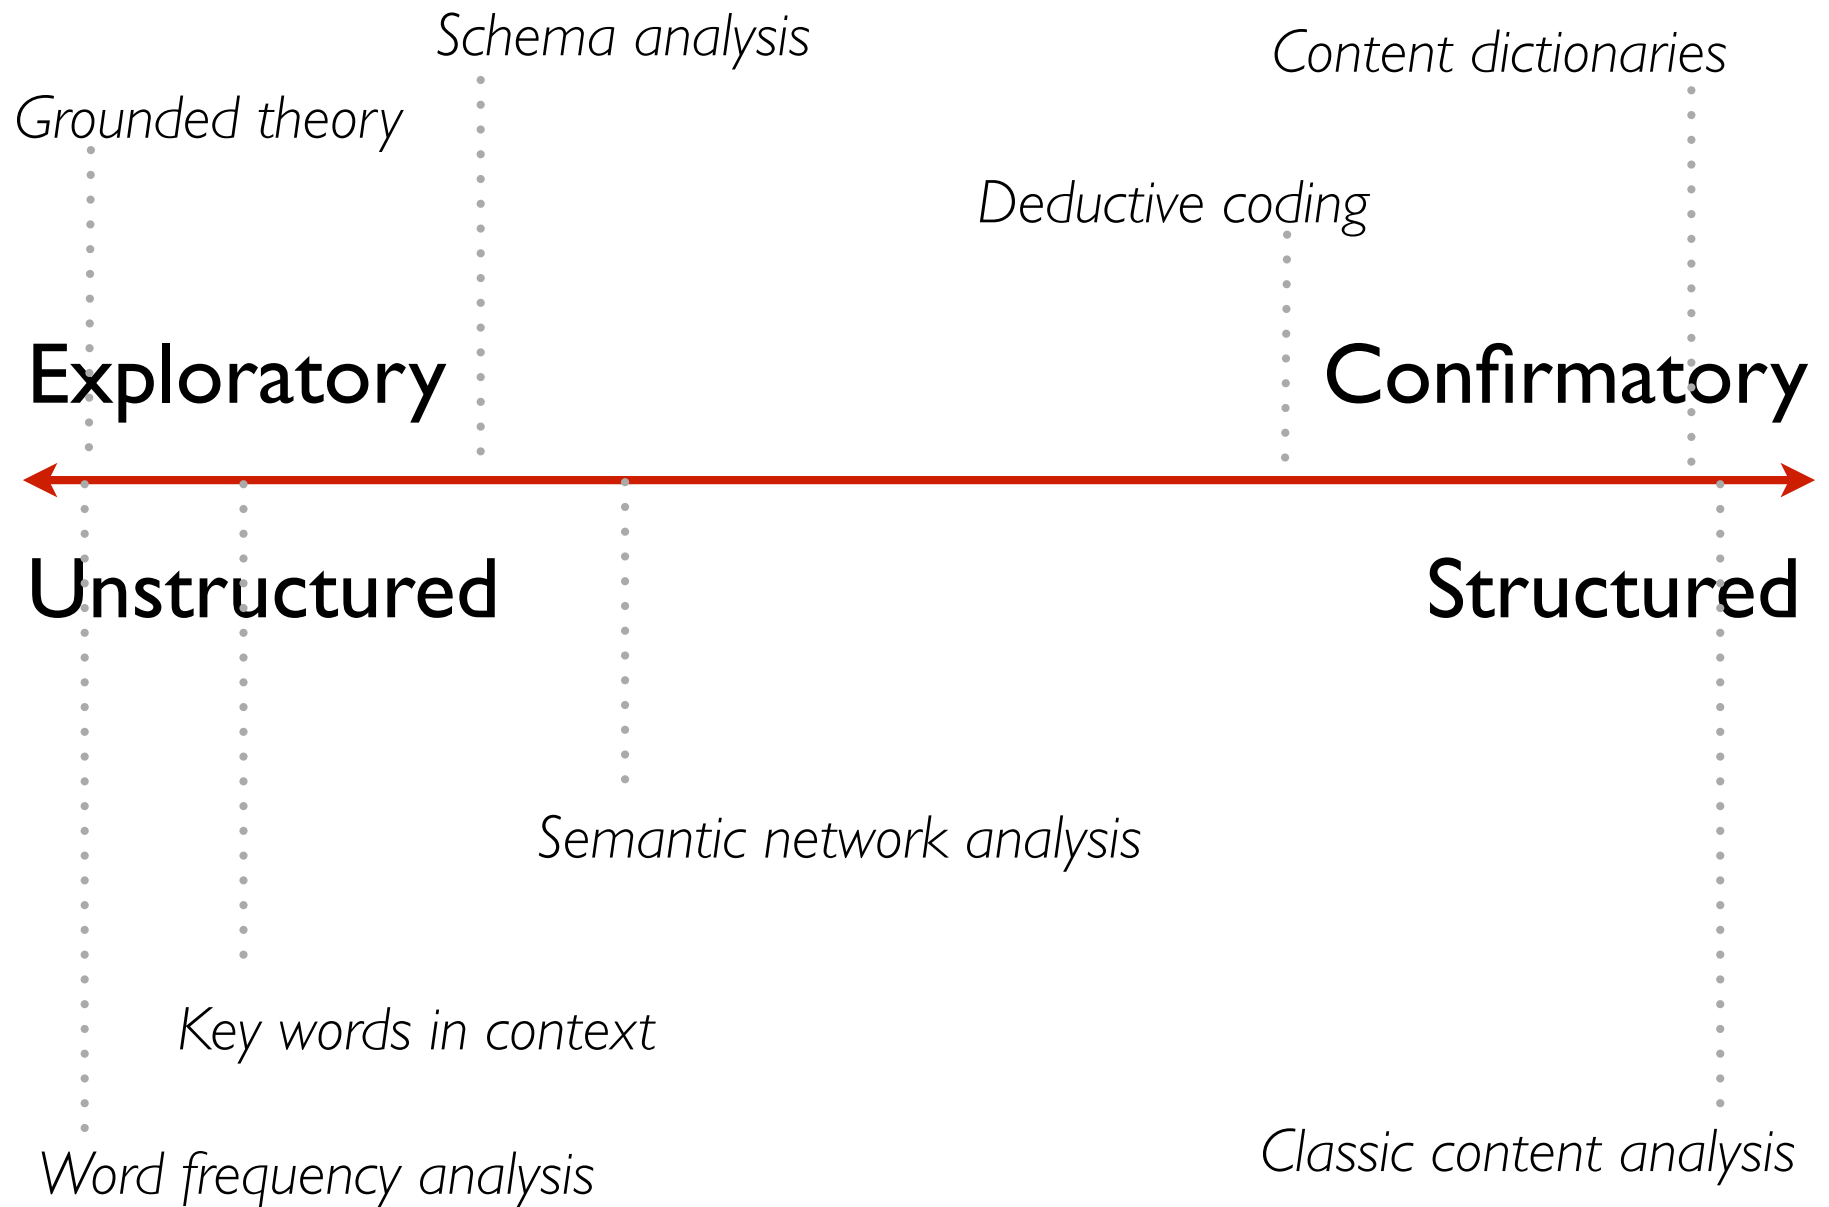 Schema analysis
Content dictionaries
Grounded theory
Deductive coding
Exploratory
Confirmatory
Unstructured
Structured
Semantic network analysis
Key words in context
Classic content analysis
Word frequency analysis